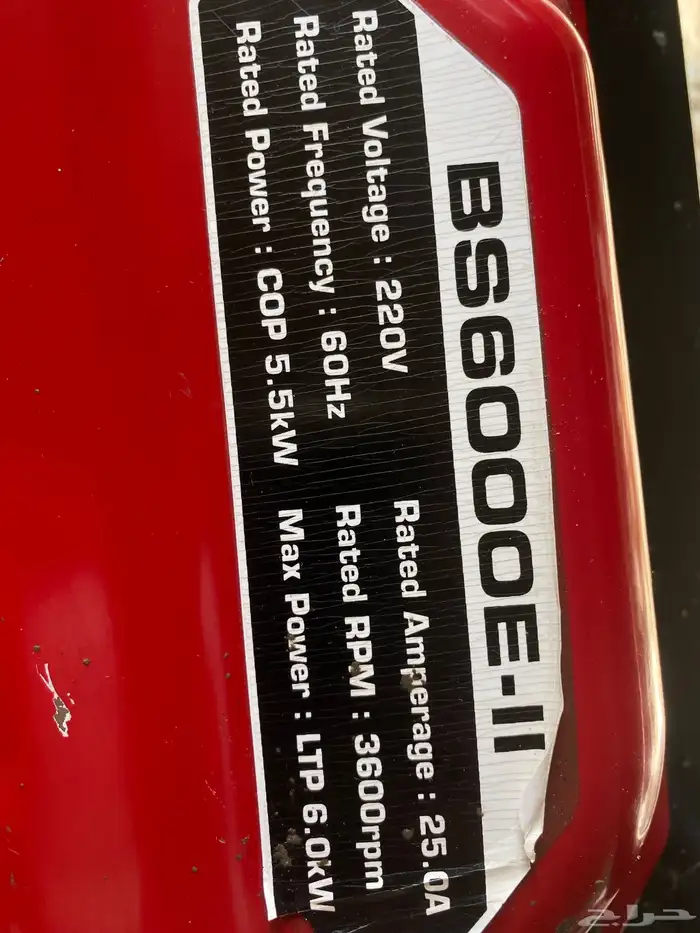 BS6000E-II
Rated Voltage : 220V Rated Amperage : 25.0A
Rated Frequency : 60Hz Rated RPM : 3600rpm
Rated Power : COP 5.5kW Max Power : LTP 6.0kW
حراج